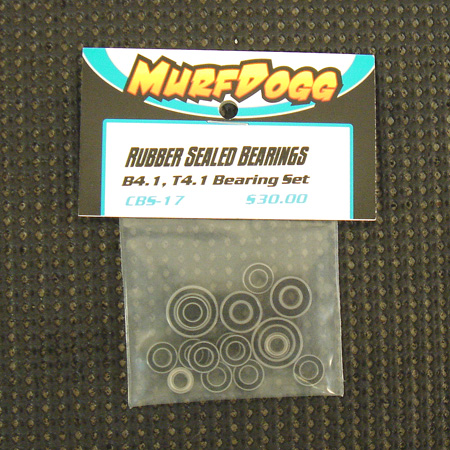 MURFDOGG
RUBBER SEALED BEARINGS
B4.1, T4.1 Bearing Set
CBS-17 $30.00